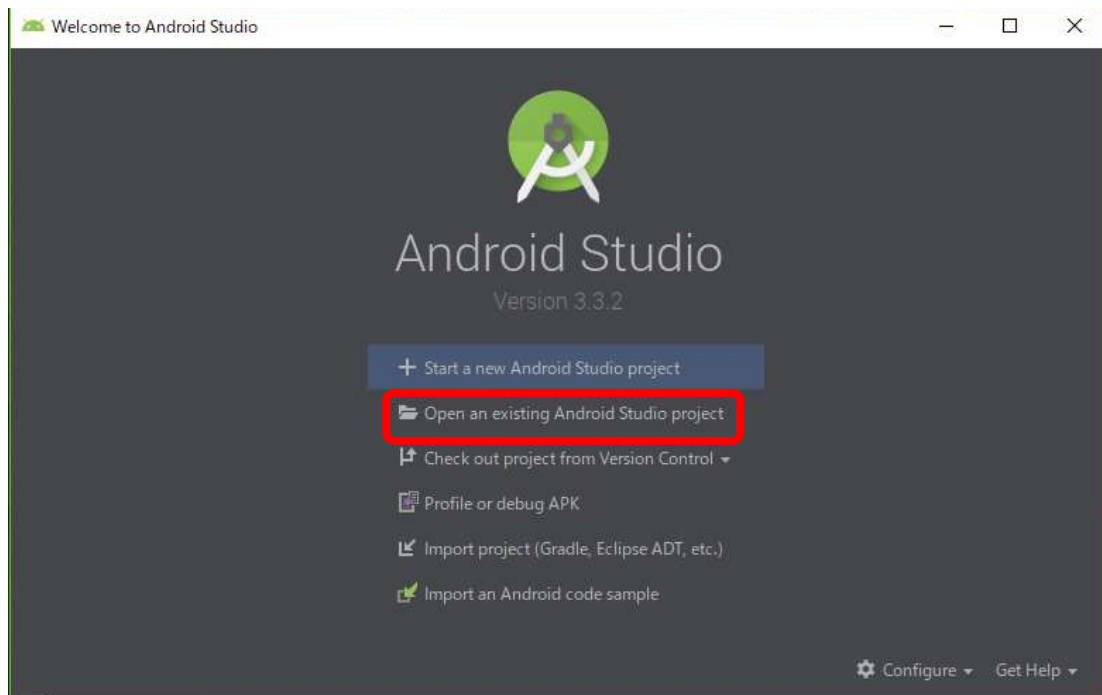 Welcome to Android Studio
Android Studio
Version 3.3.2
Start a new Android Studio project
Open an existing Android Studio project
Check out project from Version Control
Profile or debug APK
Import project (Gradle, Eclipse ADT, etc.)
Import an Android code sample
Configure Get Help